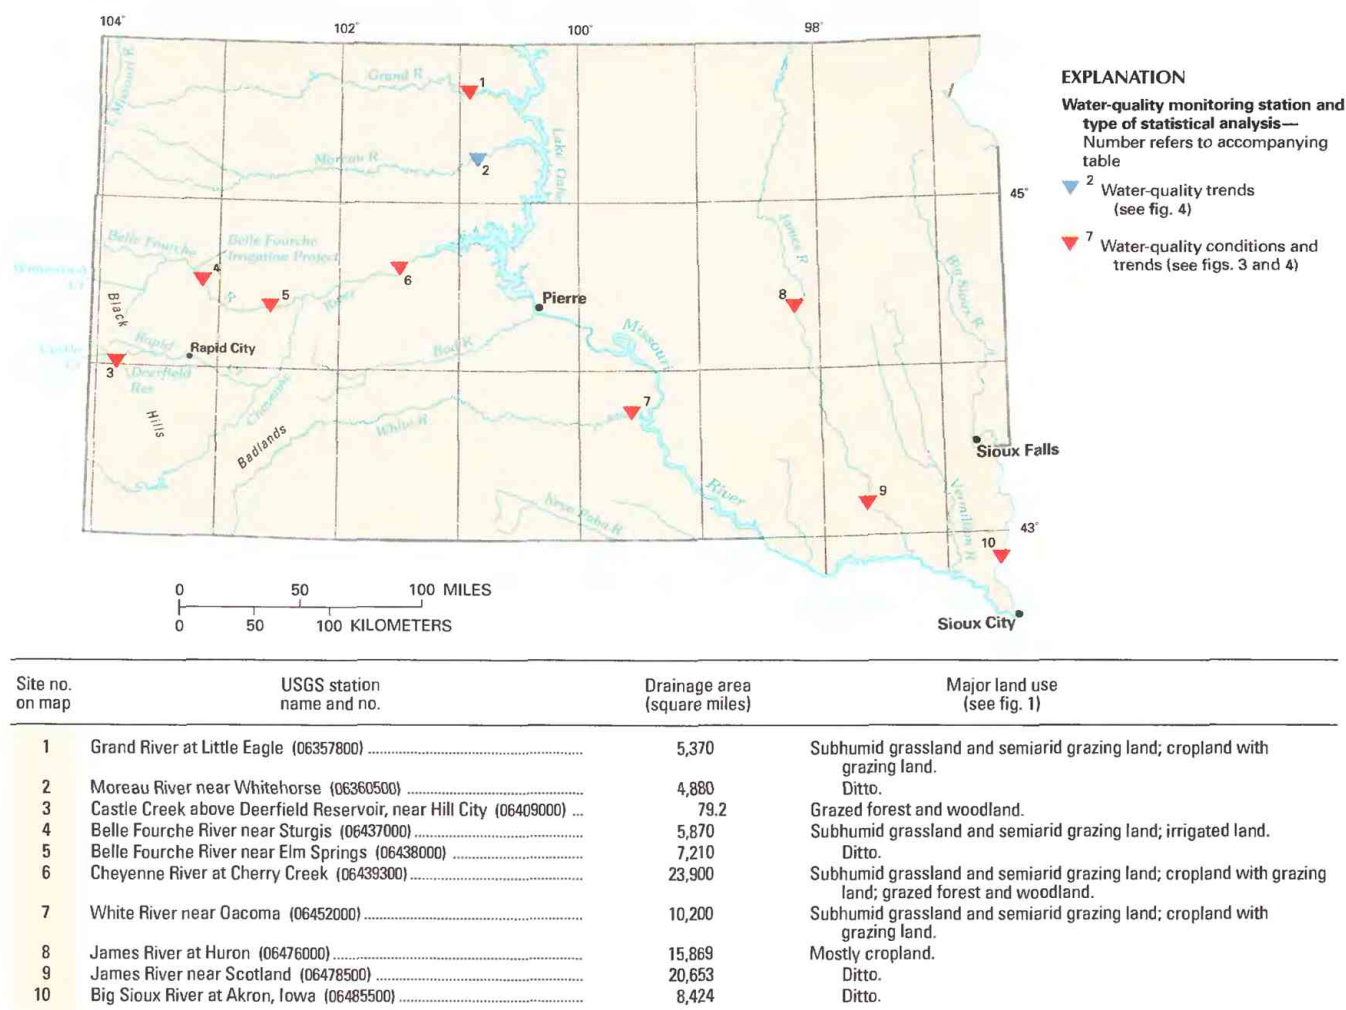 104°
102°
100°
98°
Grand R
1
Moreau R
2
Lake Oahe
45°
Belle Fourche
Belle Fourche
Irrigation Project
4
R
5
River
6
Black
Hills
Rapid
Cr
Rapid City
3
Deerfield
Res
Cheyenne
Badlands
Bad R
White R
Pierre
Missouri
River
7
Keya Paha R
James R
8
9
Big Sioux R
Sioux Falls
Vermillion R
43°
10
Sioux City
EXPLANATION
Water-quality monitoring station and
type of statistical analysis—
Number refers to accompanying
table
2 Water-quality trends
(see fig. 4)
7 Water-quality conditions and
trends (see figs. 3 and 4)
0 50 100 MILES
0 50 100 KILOMETERS
Site no. USGS station Drainage area Major land use
on map name and no. (square miles) (see fig. 1)
1 Grand River at Little Eagle (06357800) 5,370 Subhumid grassland and semiarid grazing land; cropland with
grazing land.
2 Moreau River near Whitehorse (06360500) 4,880 Ditto.
3 Castle Creek above Deerfield Reservoir, near Hill City (06409000) ... 79.2 Grazed forest and woodland.
4 Belle Fourche River near Sturgis (06437000) 5,870 Subhumid grassland and semiarid grazing land; irrigated land.
5 Belle Fourche River near Elm Springs (06438000) 7,210 Ditto.
6 Cheyenne River at Cherry Creek (06439300) 23,900 Subhumid grassland and semiarid grazing land; cropland with grazing
land; grazed forest and woodland.
7 White River near Oacoma (06452000) 10,200 Subhumid grassland and semiarid grazing land; cropland with
grazing land.
8 James River at Huron (06476000) 15,869 Mostly cropland.
9 James River near Scotland (06478500) 20,653 Ditto.
10 Big Sioux River at Akron, Iowa (06485500) 8,424 Ditto.